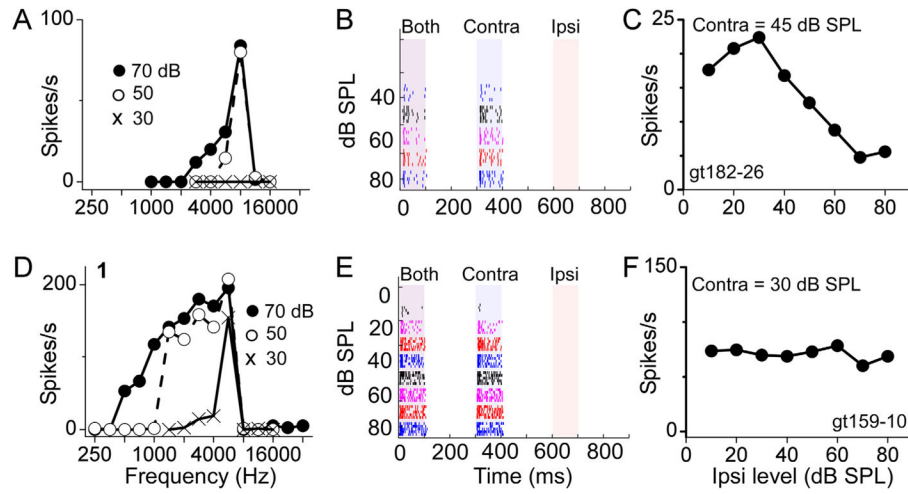 A
100
Spikes/s
0
70 dB
50
30
250 1000 4000 16000
B
Both Contra Ipsi
dB SPL
40
60
80
0 200 400 600 800
C
25
Spikes/s
0
Contra = 45 dB SPL
gt182-26
0 20 40 60 80
D
1
200
Spikes/s
0
70 dB
50
30
250 1000 4000 16000
Frequency (Hz)
E
Both Contra Ipsi
dB SPL
0
20
40
60
80
0 200 400 600 800
Time (ms)
F
150
Spikes/s
0
Contra = 30 dB SPL
gt159-10
0 20 40 60 80
Ipsi level (dB SPL)